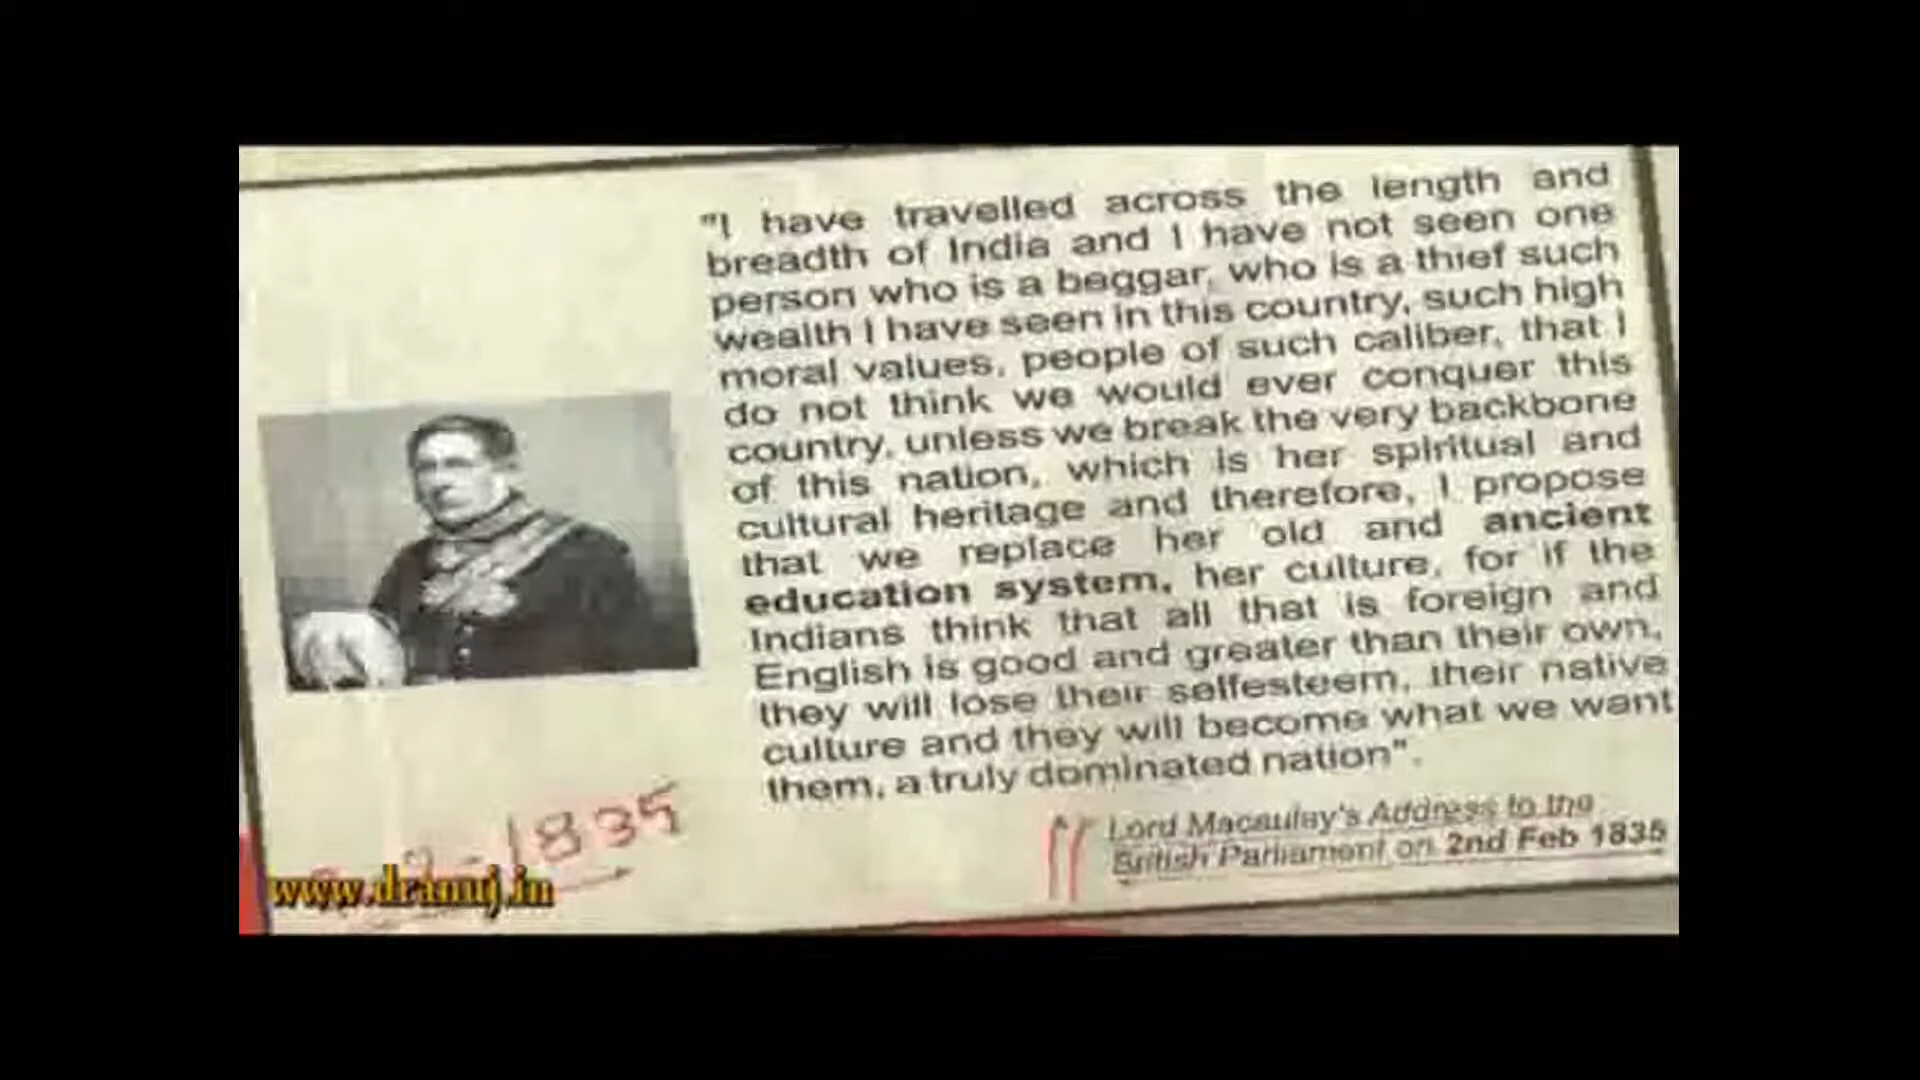 "I have travelled across the length and
breadth of India and I have not seen one
person who is a beggar, who is a thief such
wealth I have seen in this country, such high
moral values, people of such caliber, that I
do not think we would ever conquer this
country, unless we break the very backbone
of this nation, which is her spiritual and
cultural heritage and therefore, I propose
that we replace her old and ancient
education system, her culture, for if the
Indians think that all that is foreign and
English is good and greater than their own,
they will lose their selfesteem, their native
culture and they will become what we want
them, a truly dominated nation".
Lord Macaulay's Address to the
British Parliament on 2nd Feb 1835
2-1835
www.dranuj.in